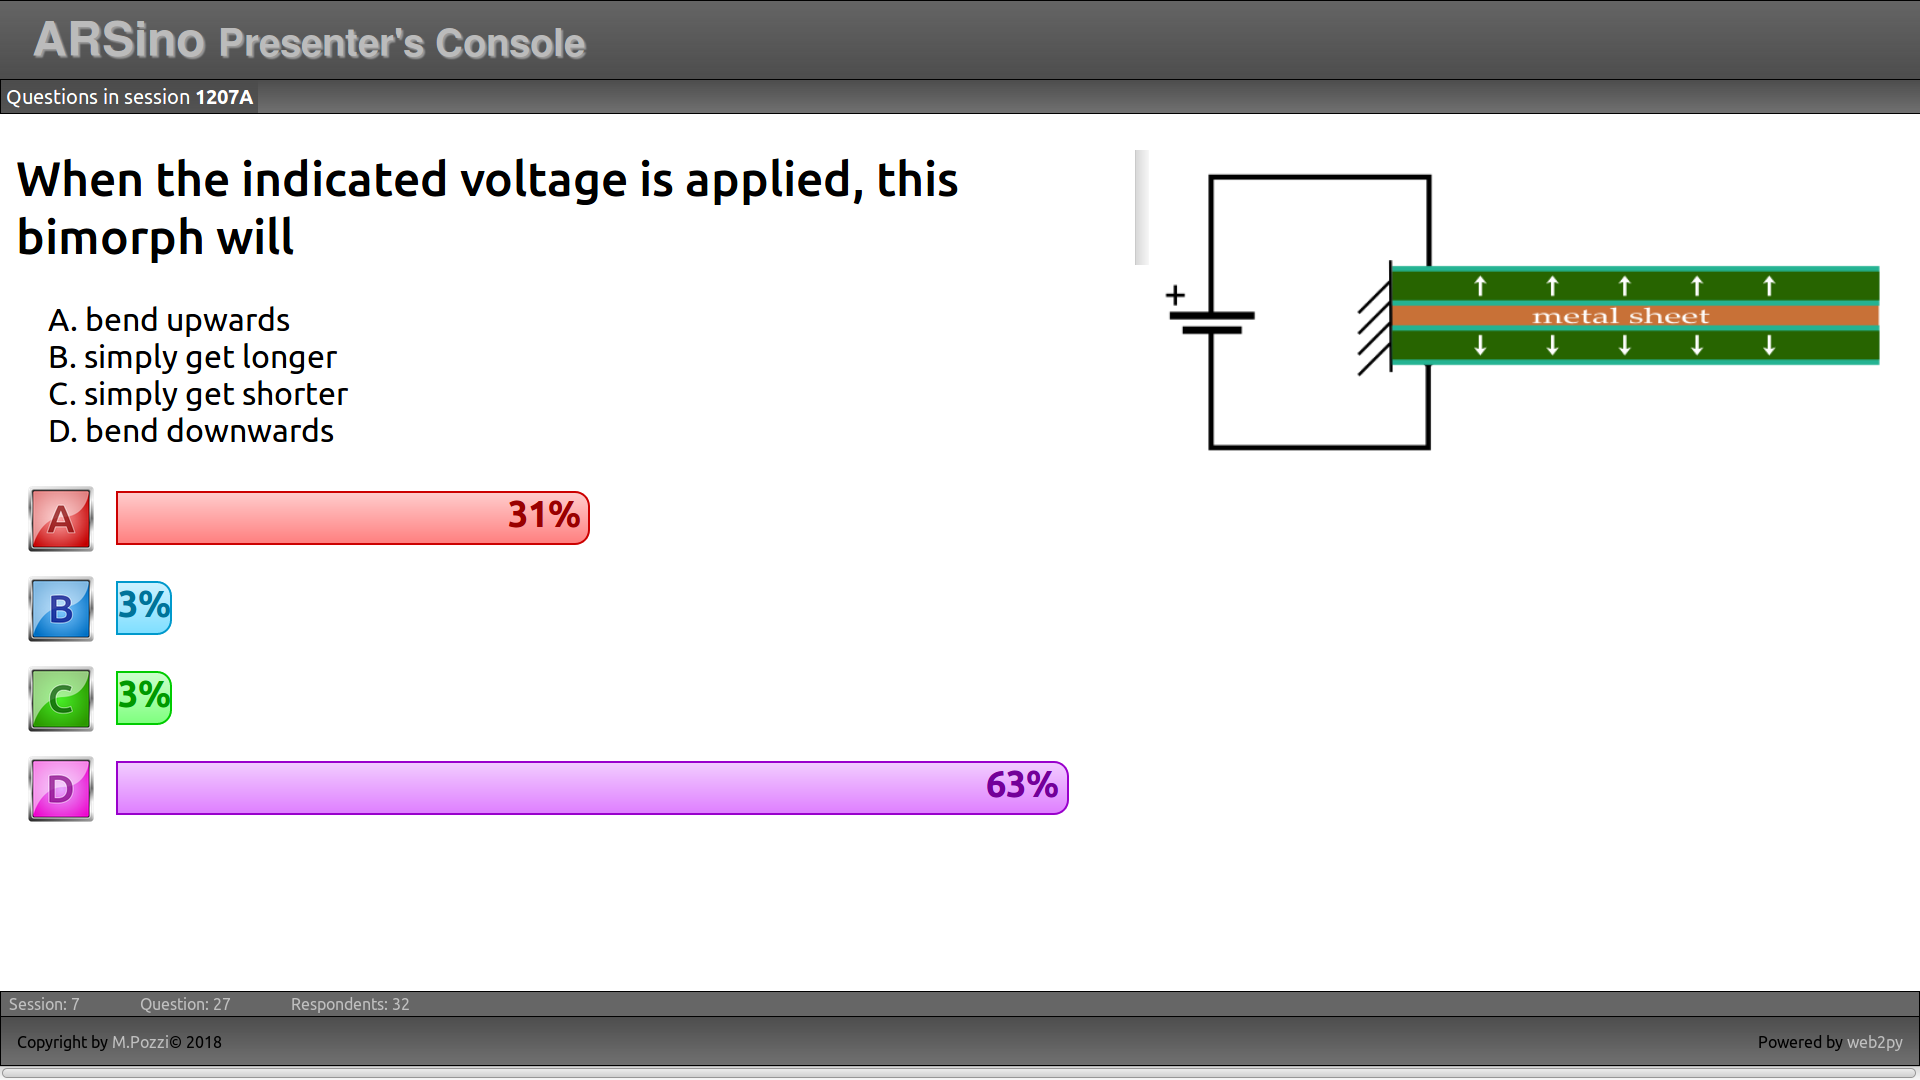 ARSino Presenter's Console
Questions in session 1207A
When the indicated voltage is applied, this
bimorph will
A. bend upwards
B. simply get longer
C. simply get shorter
D. bend downwards
+
metal sheet
A 31%
B 3%
C 3%
D 63%
Session: 7 Question: 27 Respondents: 32
Copyright by M.Pozzi© 2018 Powered by web2py